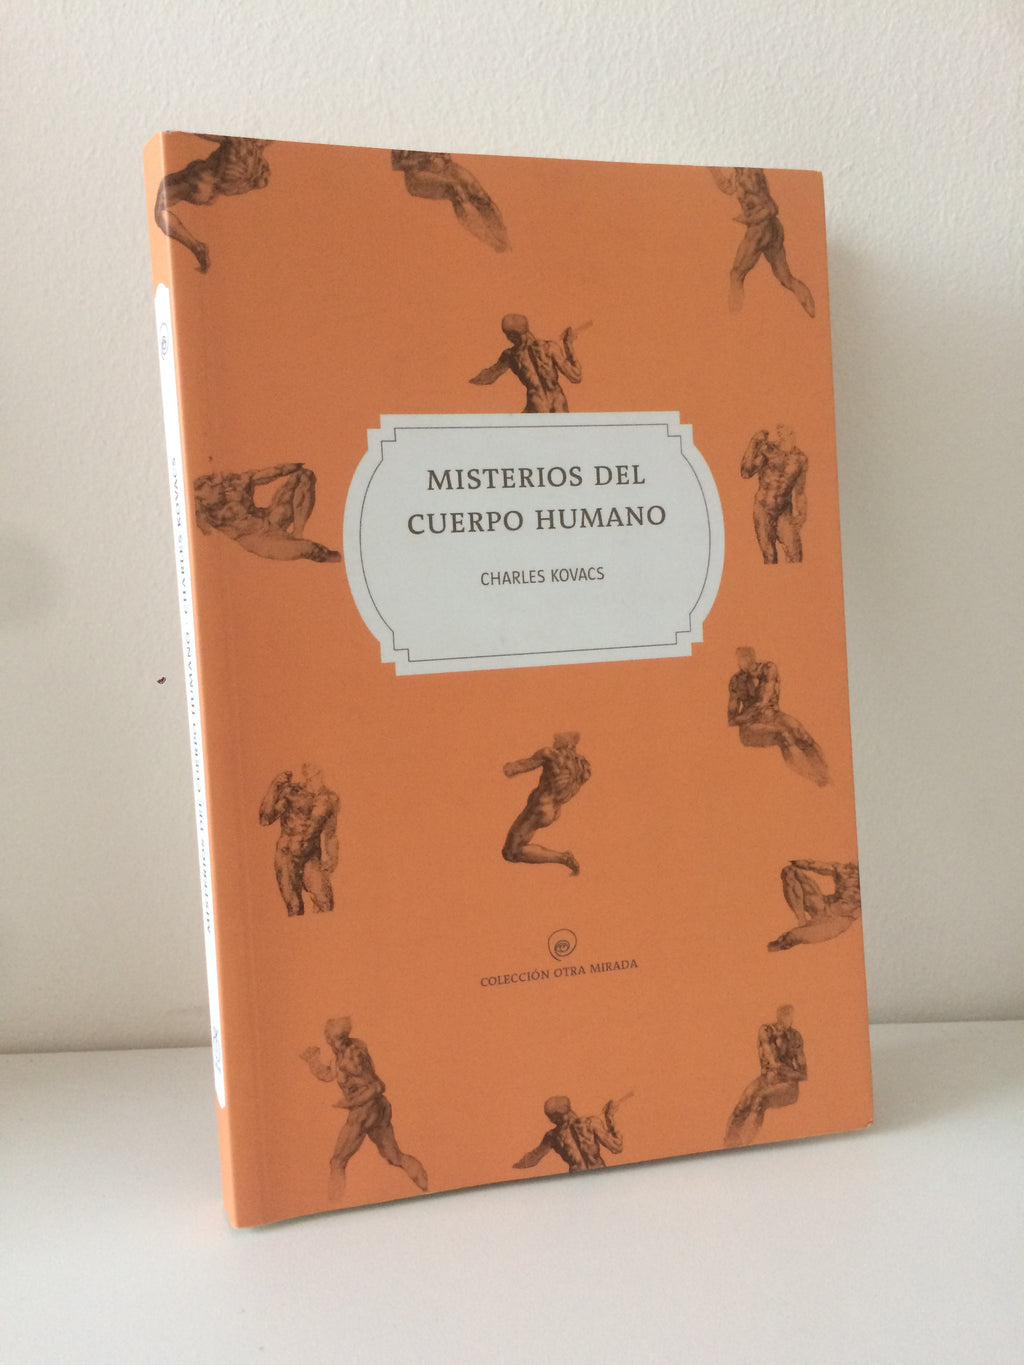 MISTERIOS DEL
CUERPO HUMANO
CHARLES KOVACS
COLECCIÓN OTRA MIRADA
MISTERIOS DEL CUERPO HUMANO · CHARLES KOVACS